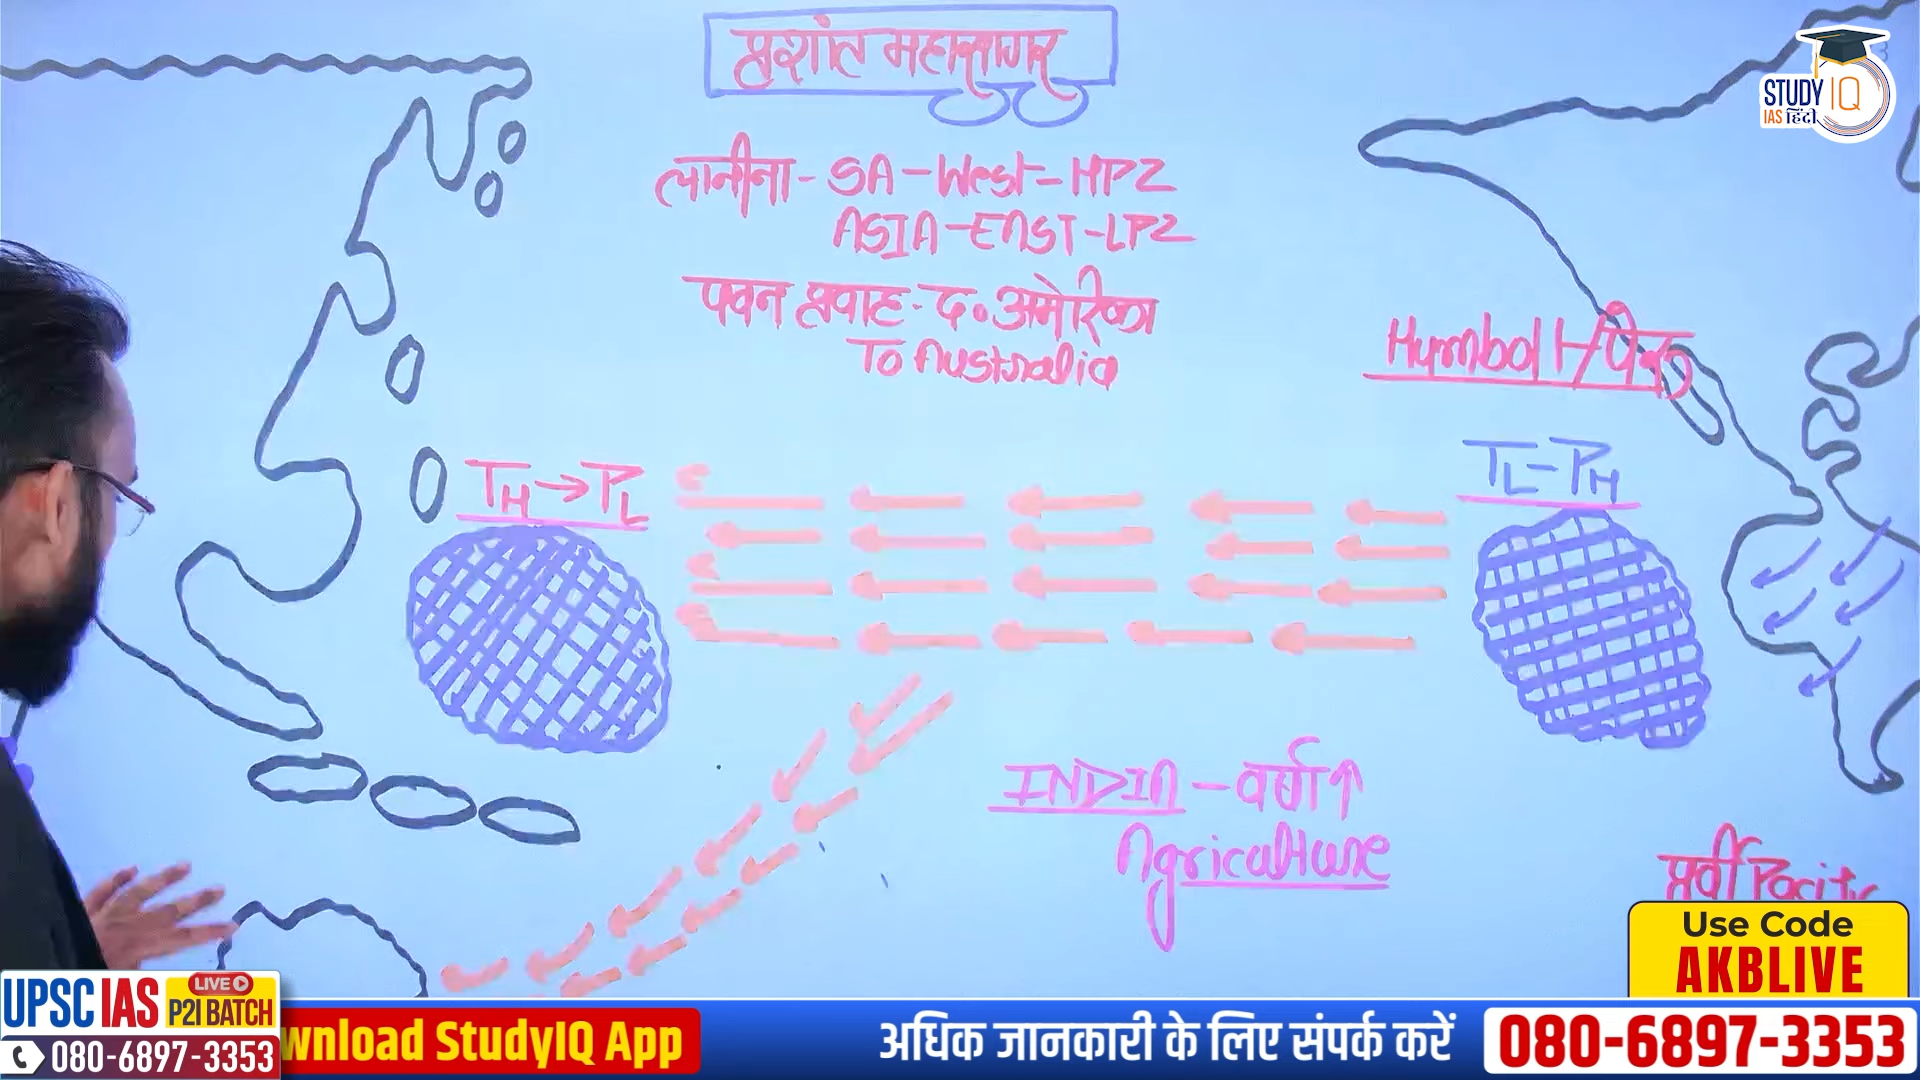 प्रशांत महासागर
STUDY IQ
IAS हिंदी
लानीना - SA - West - HPZ
ASIA - EAST - LPZ
पवन प्रवाह - द० अमेरिका
To Australia
Humbolt/पेरू
TH → PL
TL - PH
INDIA - वर्षा ↑
Agriculture
पूर्वी Pacific
Use Code
AKBLIVE
UPSC IAS
LIVE
P2I BATCH
080-6897-3353
wnload StudyIQ App
अधिक जानकारी के लिए संपर्क करें
080-6897-3353